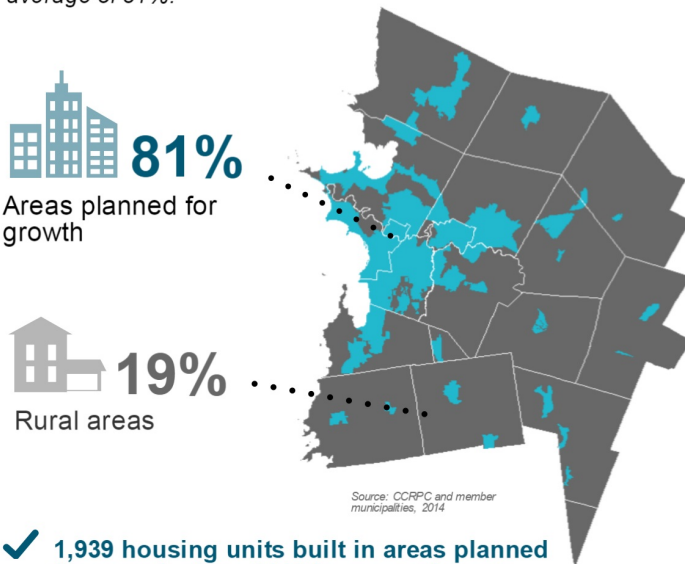 81%
Areas planned for
growth
19%
Rural areas
Source: CCRPC and member
municipalities, 2014
1,939 housing units built in areas planned